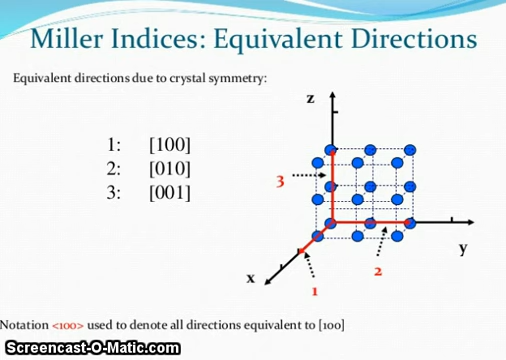 Miller Indices: Equivalent Directions
Equivalent directions due to crystal symmetry:
1: [100]
2: [010]
3: [001]
z
3
y
x
2
1
Notation <100> used to denote all directions equivalent to [100]
Screencast-O-Matic.com